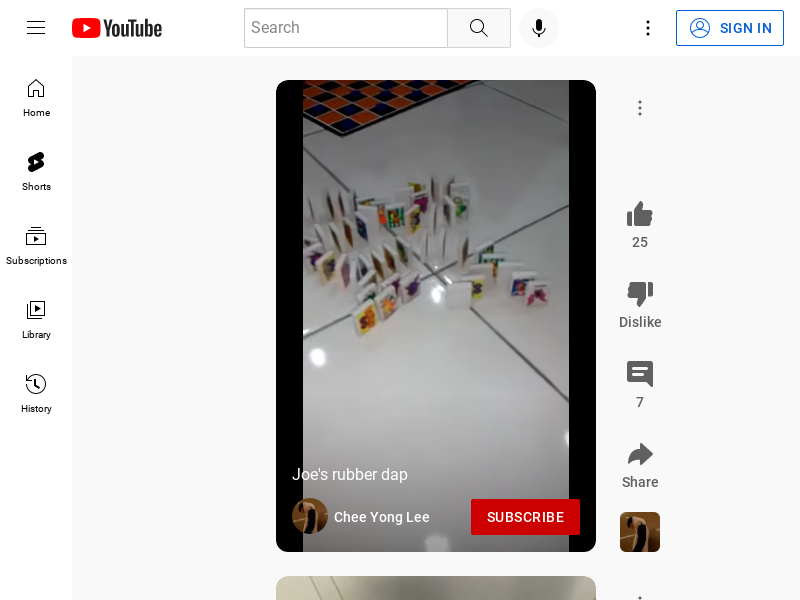 YouTube
Search
SIGN IN
Home
Shorts
Subscriptions
Library
History
Joe's rubber dap
Chee Yong Lee
SUBSCRIBE
25
Dislike
7
Share